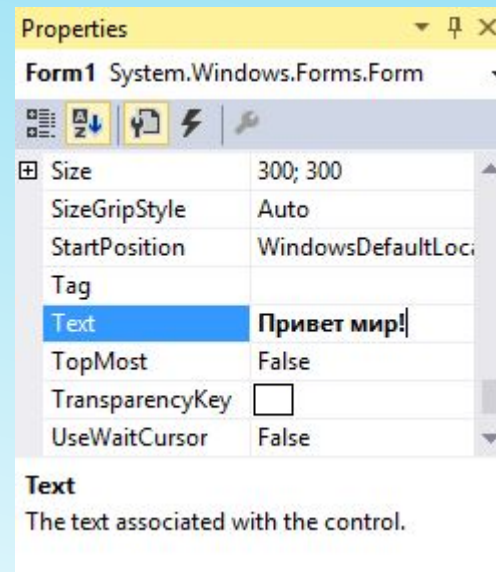 Properties
Form1 System.Windows.Forms.Form
Size 300; 300
SizeGripStyle Auto
StartPosition WindowsDefaultLoca
Tag
Text Привет мир!
TopMost False
TransparencyKey
UseWaitCursor False
Text
The text associated with the control.